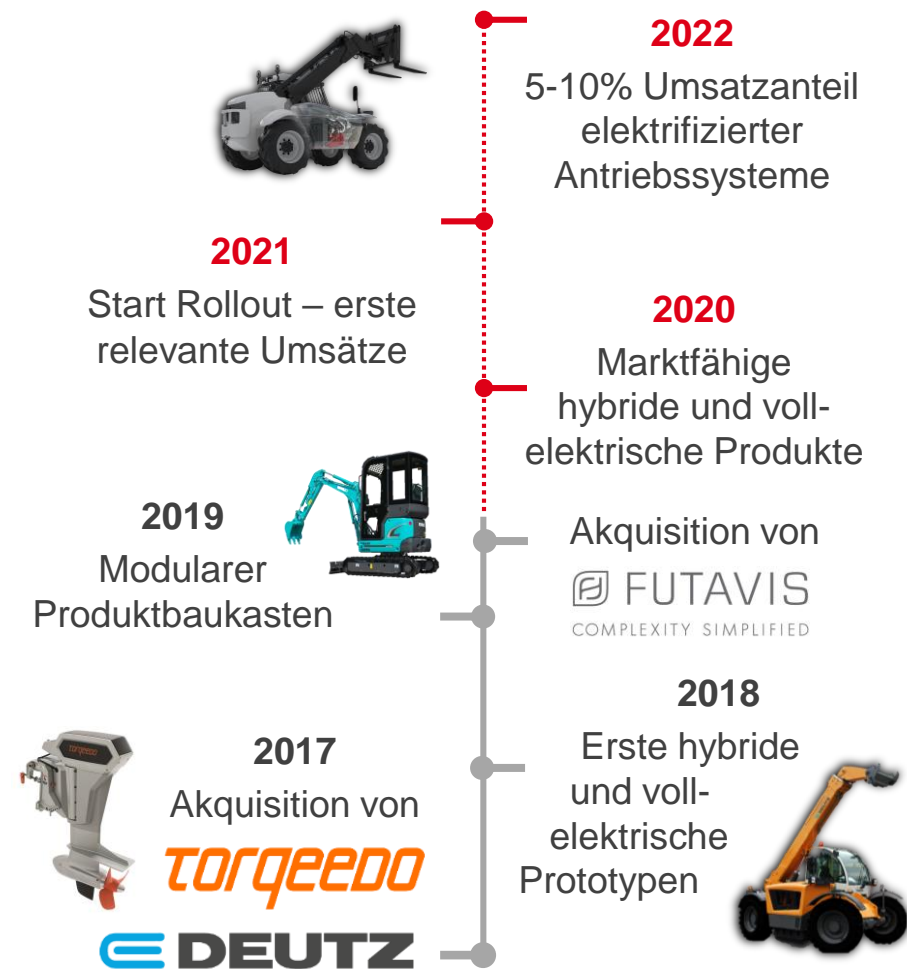 2022
5-10% Umsatzanteil
elektrifizierter
Antriebssysteme
2021
Start Rollout – erste
relevante Umsätze
2020
Marktfähige
hybride und voll-
elektrische Produkte
2019
Modularer
Produktbaukasten
Akquisition von
FUTAVIS
COMPLEXITY SIMPLIFIED
2018
Erste hybride
und voll-
elektrische
Prototypen
2017
Akquisition von
torqeedo
DEUTZ
torqeedo